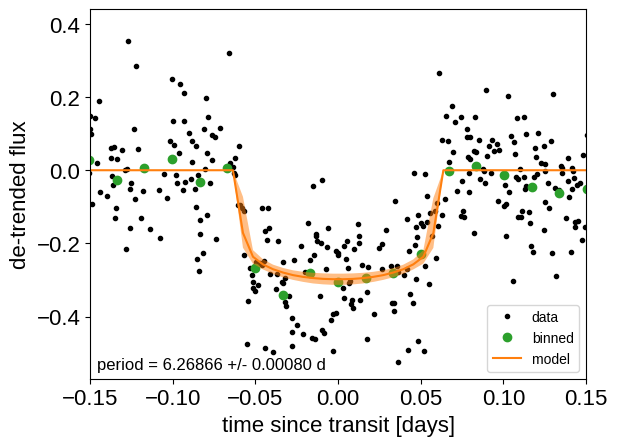 0.4
0.2
0.0
−0.2
−0.4
de-trended flux
data
binned
model
period = 6.26866 +/- 0.00080 d
−0.15 −0.10 −0.05 0.00 0.05 0.10 0.15
time since transit [days]